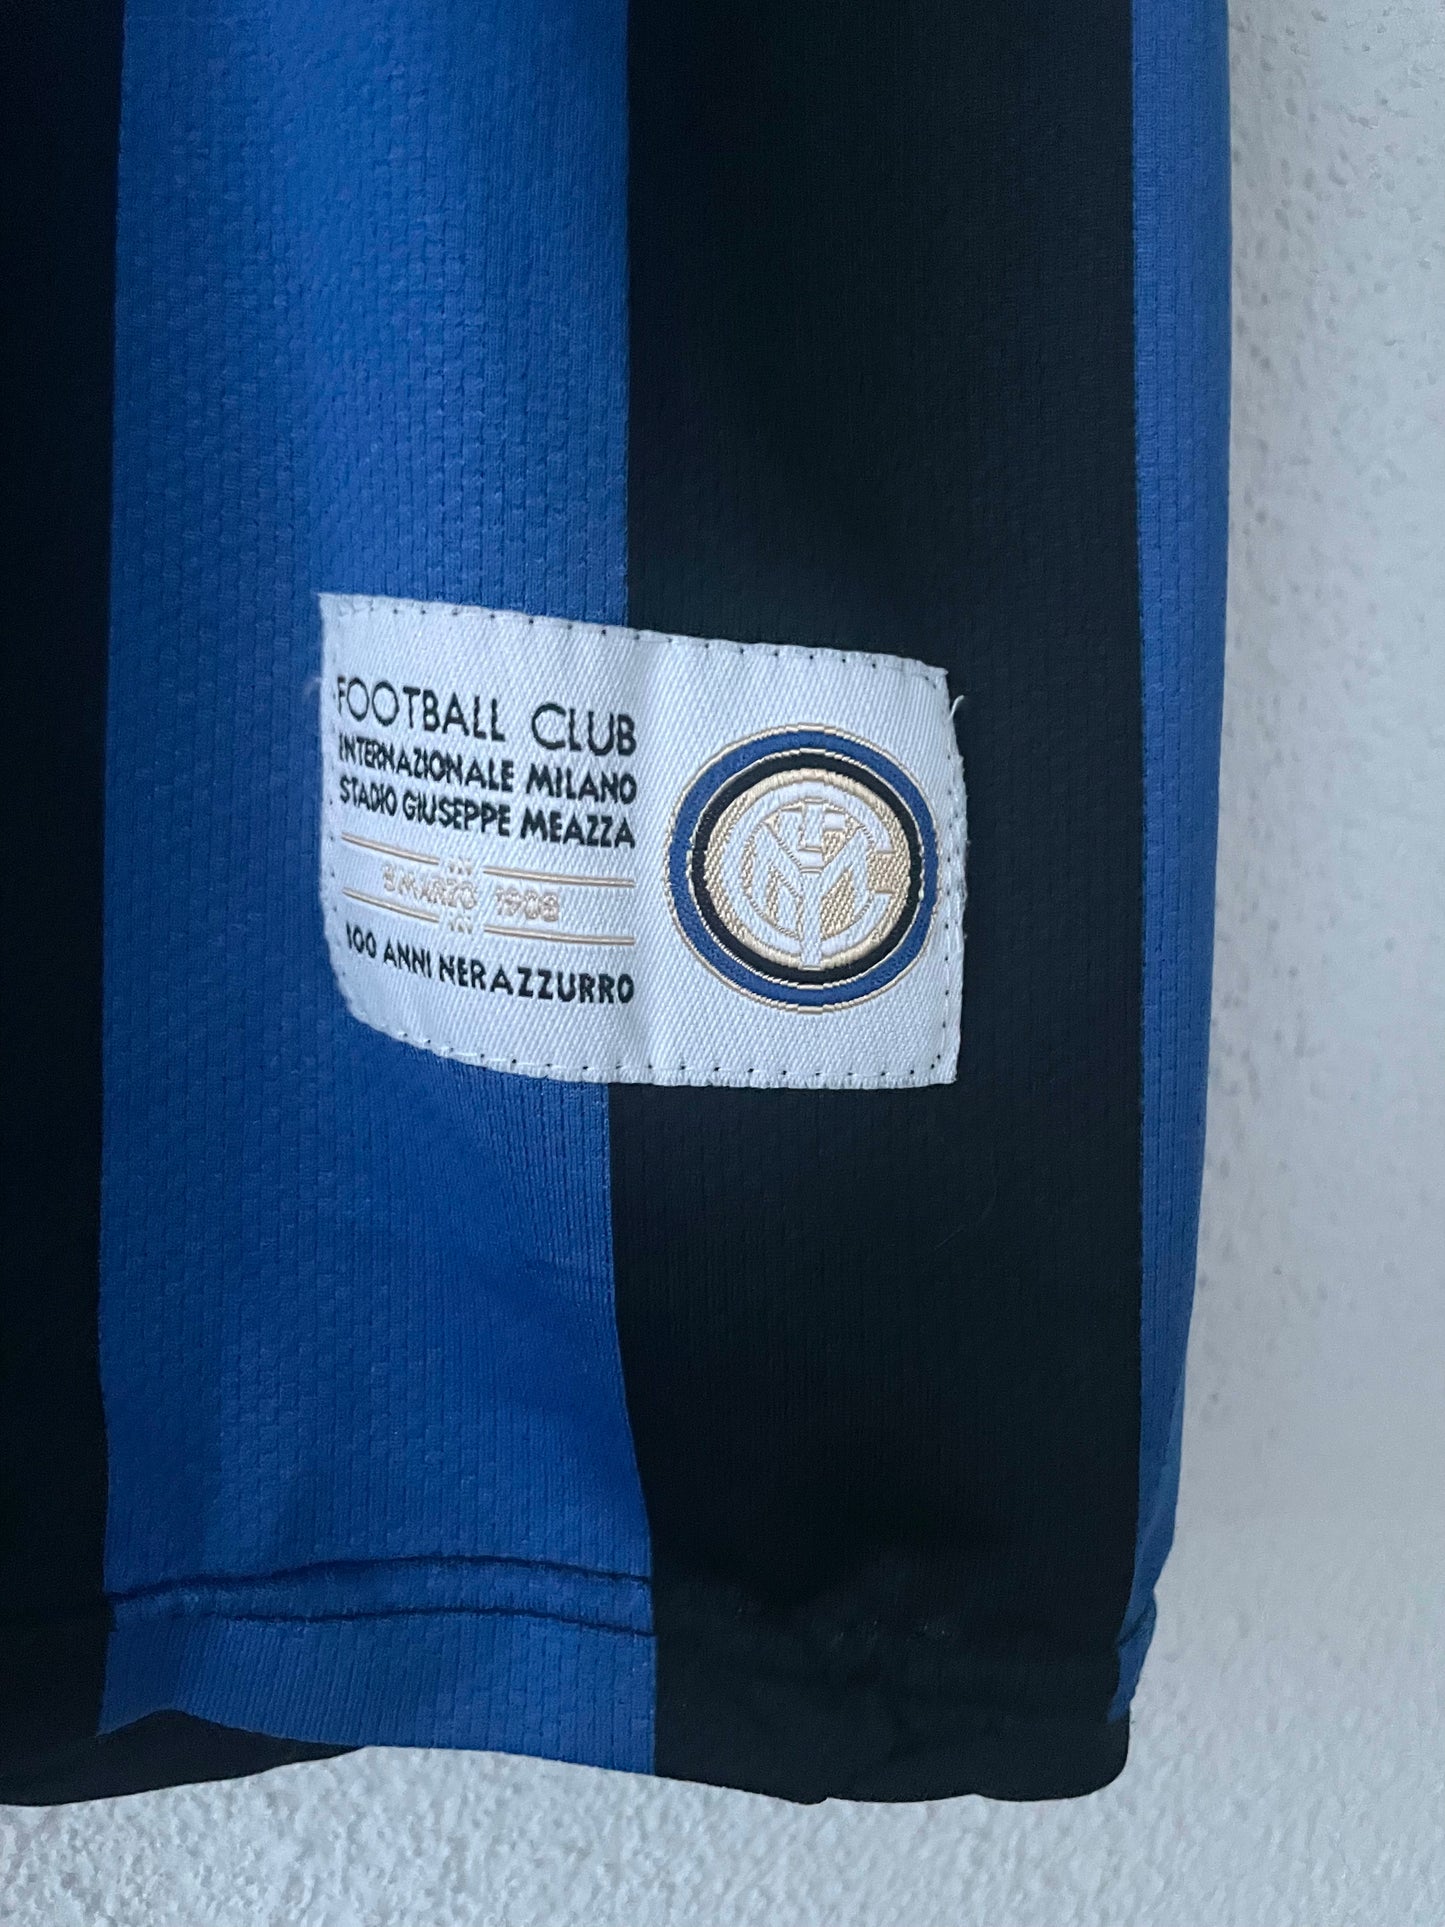 FOOTBALL CLUB
INTERNAZIONALE MILANO
STADIO GIUSEPPE MEAZZA
9 MARZO 1908
100 ANNI NERAZZURRO